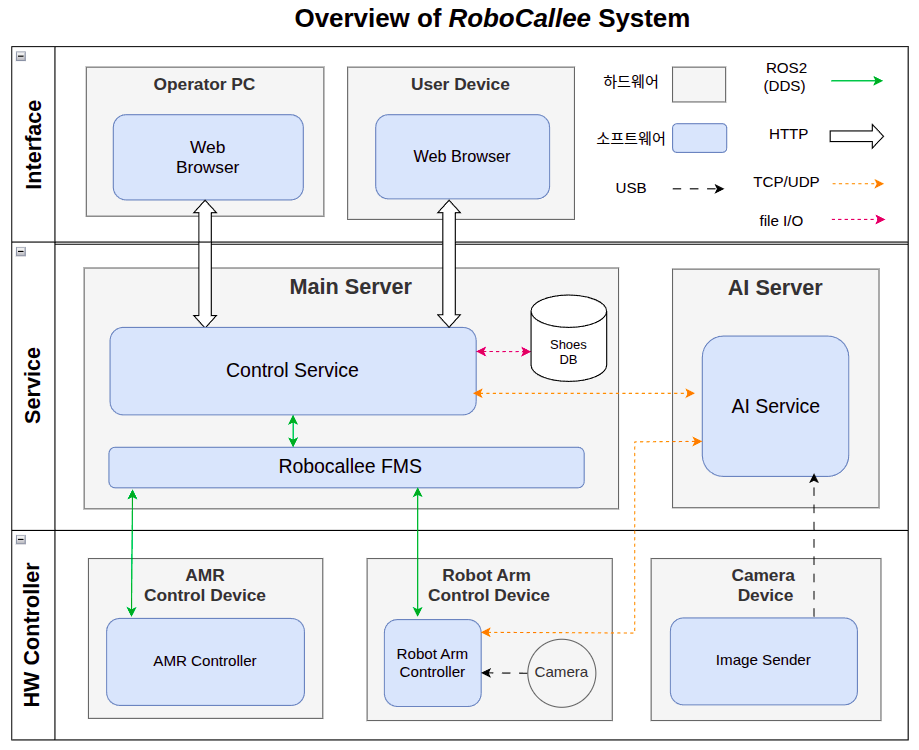 Overview of RoboCallee System
Interface
Operator PC
Web
Browser
User Device
Web Browser
하드웨어
소프트웨어
USB
ROS2
(DDS)
HTTP
TCP/UDP
file I/O
Service
Main Server
Control Service
Shoes
DB
Robocallee FMS
AI Server
AI Service
HW Controller
AMR
Control Device
AMR Controller
Robot Arm
Control Device
Robot Arm
Controller
Camera
Camera
Device
Image Sender